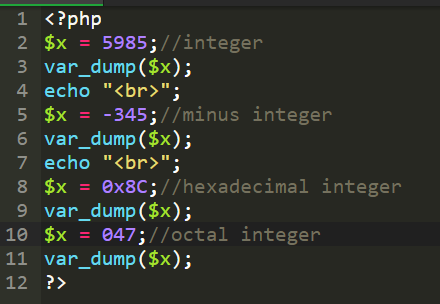 1 <?php
2 $x = 5985;//integer
3 var_dump($x);
4 echo "<br>";
5 $x = -345;//minus integer
6 var_dump($x);
7 echo "<br>";
8 $x = 0x8C;//hexadecimal integer
9 var_dump($x);
10 $x = 047;//octal integer
11 var_dump($x);
12 ?>